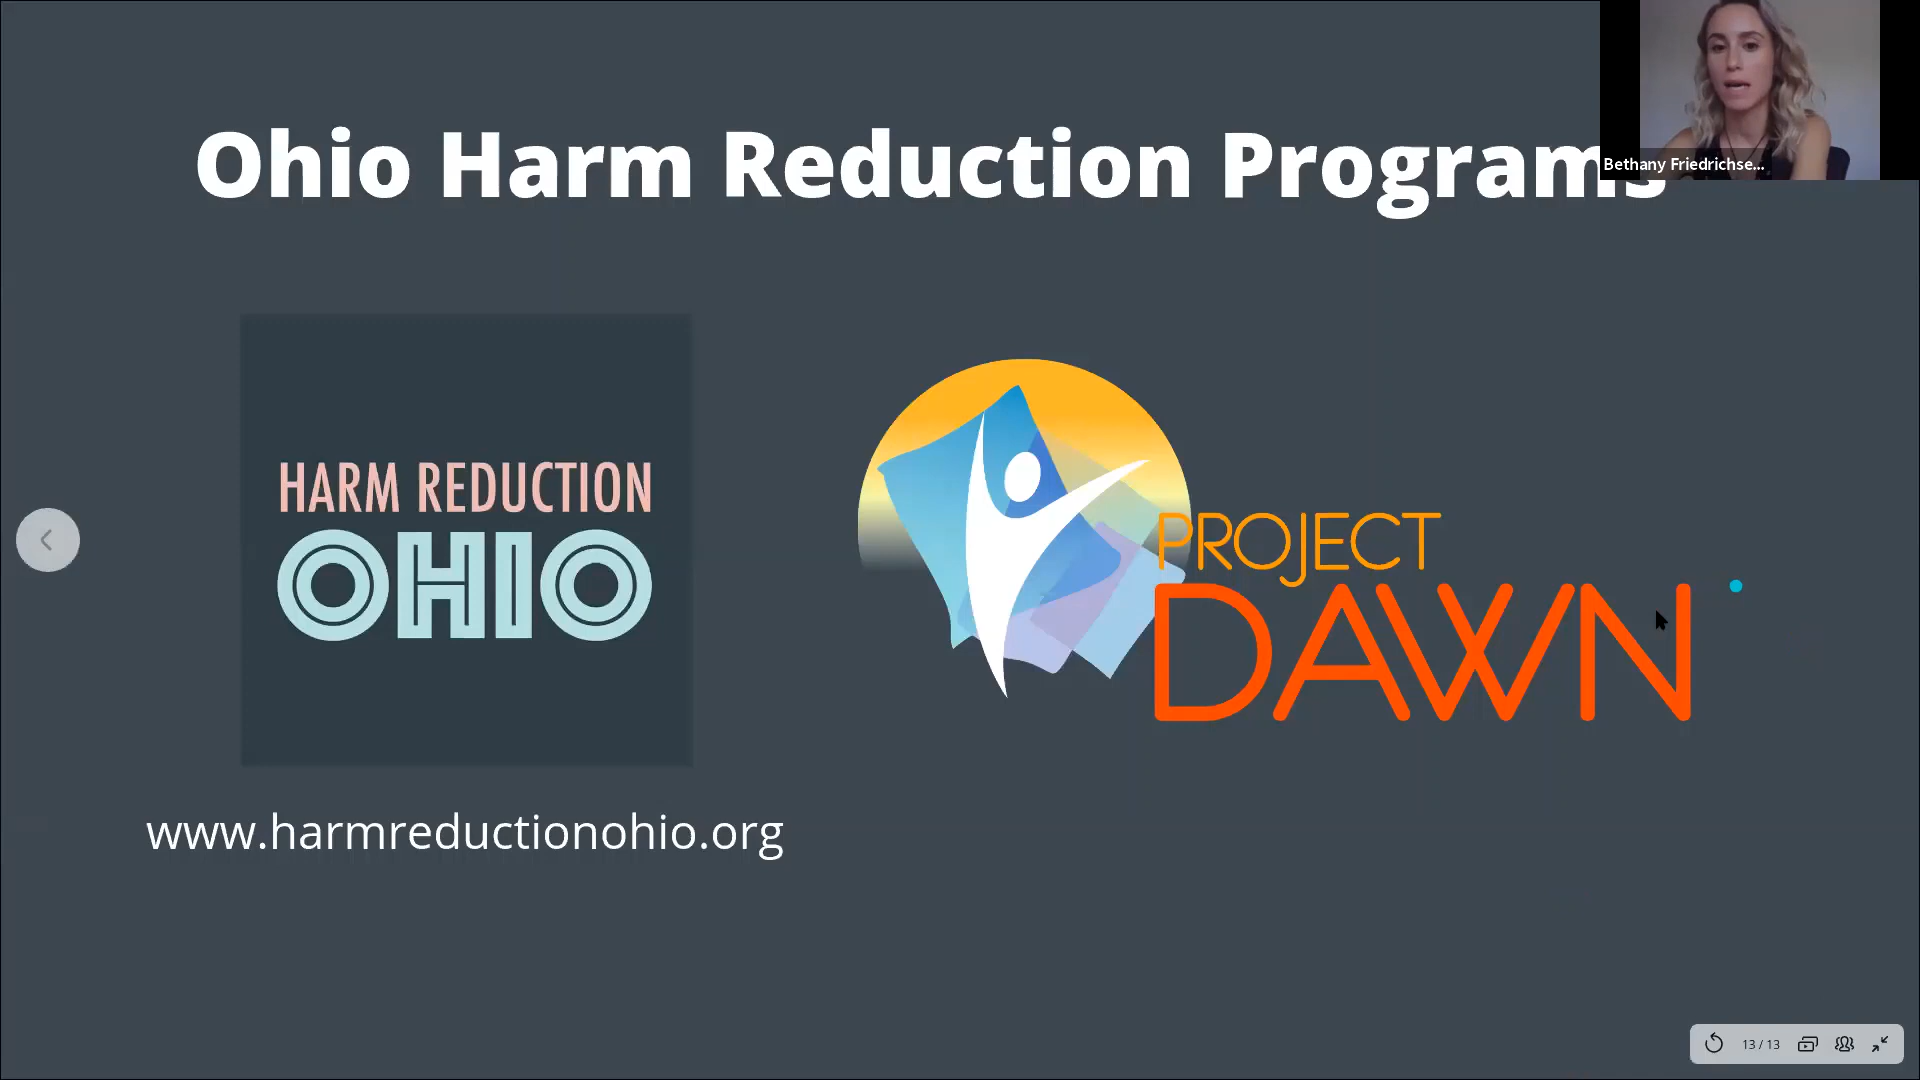 Ohio Harm Reduction Programs
Bethany Friedrichse...
HARM REDUCTION
OHIO
PROJECT
DAWN
www.harmreductionohio.org
13 / 13